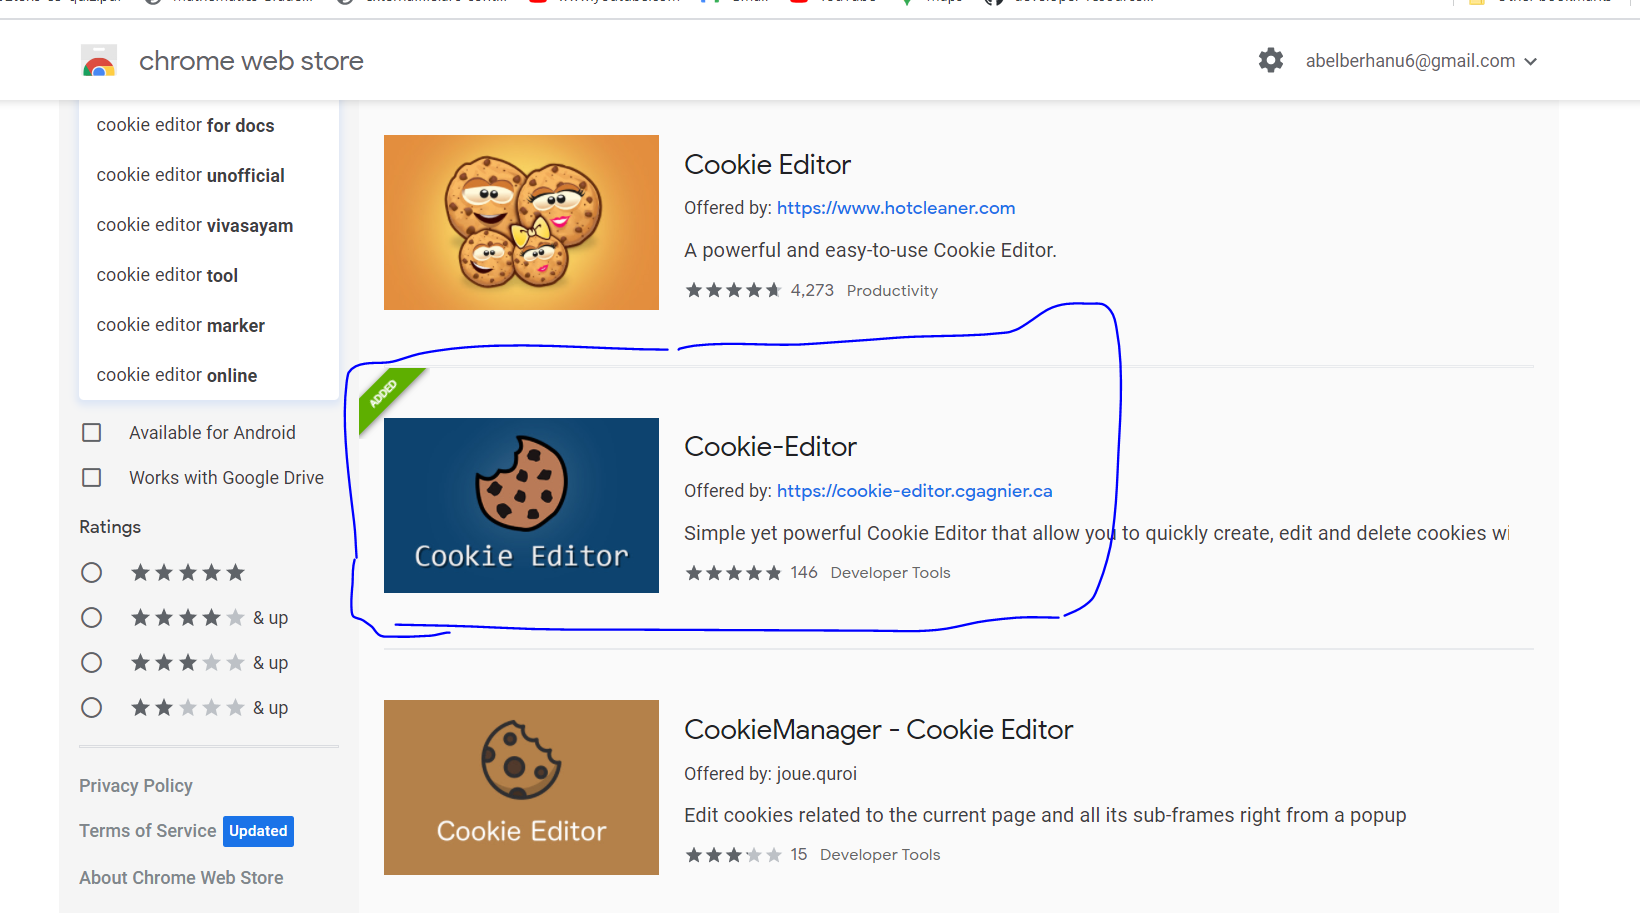 chrome web store
abelberhanu6@gmail.com
cookie editor for docs
cookie editor unofficial
cookie editor vivasayam
cookie editor tool
cookie editor marker
cookie editor online
Available for Android
Works with Google Drive
Ratings
& up
& up
& up
Privacy Policy
Terms of Service Updated
About Chrome Web Store
Cookie Editor
Offered by: https://www.hotcleaner.com
A powerful and easy-to-use Cookie Editor.
4,273 Productivity
ADDED
Cookie Editor
Cookie-Editor
Offered by: https://cookie-editor.cgagnier.ca
Simple yet powerful Cookie Editor that allow you to quickly create, edit and delete cookies wi
146 Developer Tools
Cookie Editor
CookieManager - Cookie Editor
Offered by: joue.quroi
Edit cookies related to the current page and all its sub-frames right from a popup
15 Developer Tools